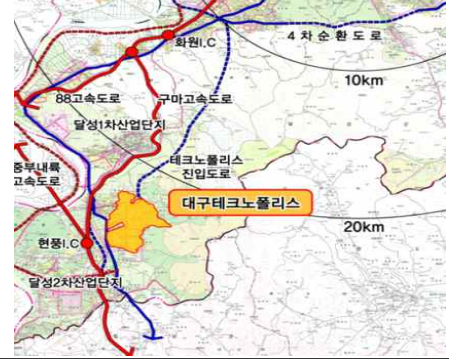 화원I.C
4차순환도로
10km
88고속도로
구마고속도로
달성1차산업단지
테크노폴리스
진입도로
중부내륙
고속도로
대구테크노폴리스
20km
현풍I.C
달성2차산업단지